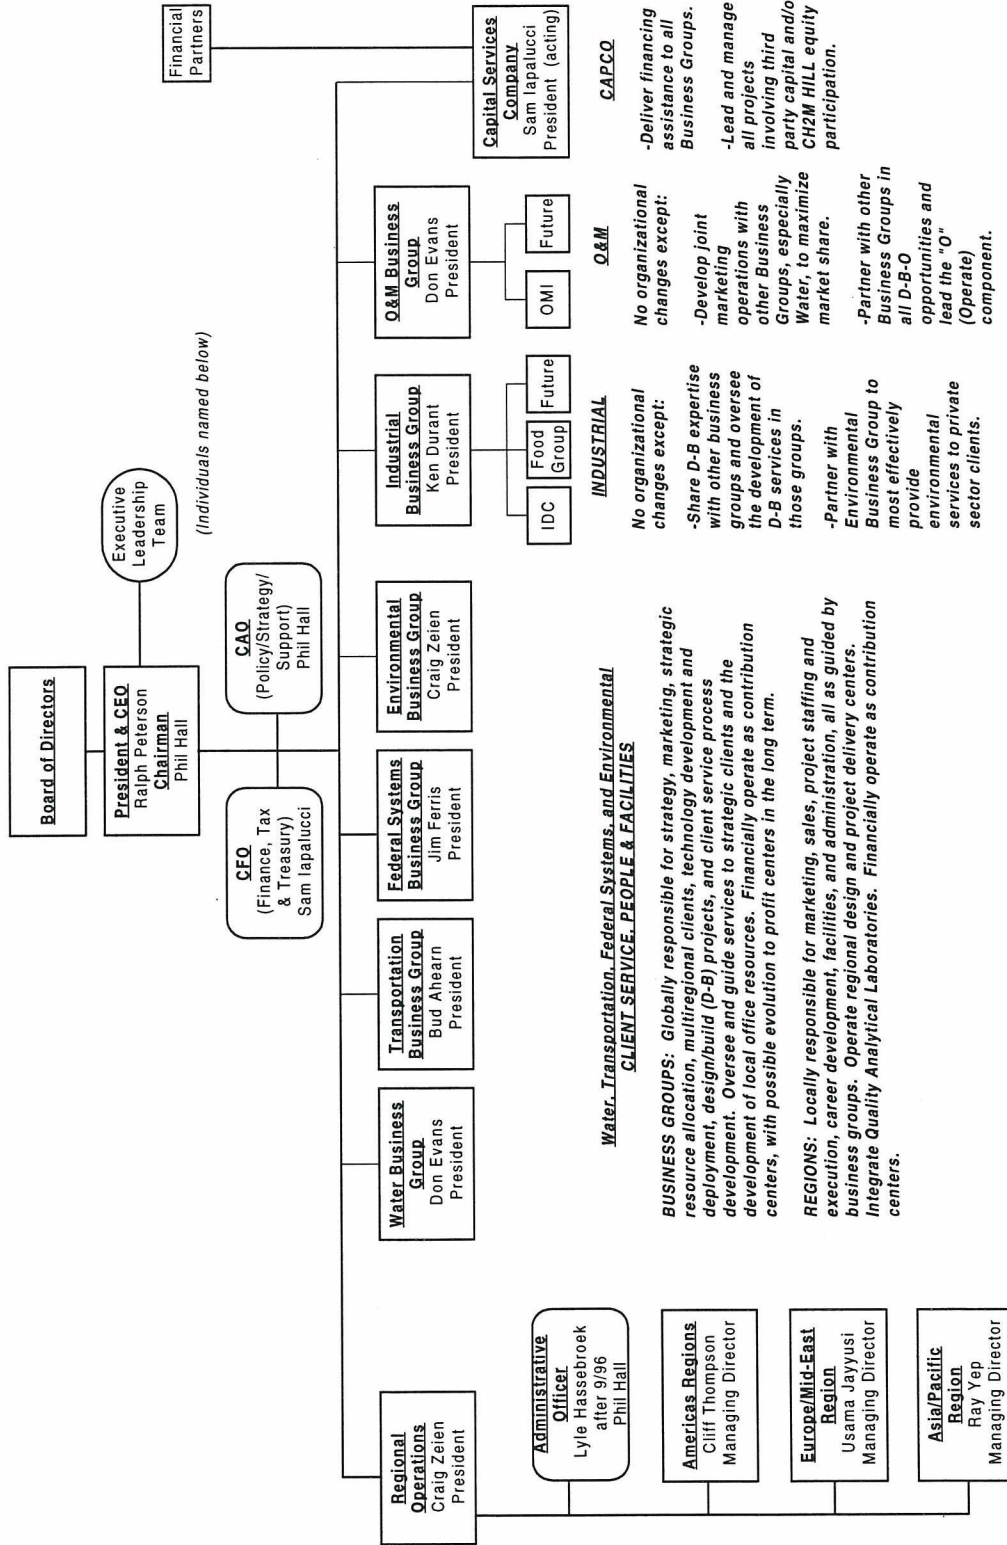 Board of Directors
President & CEO
Ralph Peterson
Chairman
Phil Hall
Executive
Leadership
Team
(Individuals named below)
CFO
(Finance, Tax
& Treasury)
Sam Iapalucci
CAO
(Policy/Strategy/
Support)
Phil Hall
Financial
Partners
Regional
Operations
Craig Zeien
President
Water Business
Group
Don Evans
President
Transportation
Business Group
Bud Ahearn
President
Federal Systems
Business Group
Jim Ferris
President
Environmental
Business Group
Craig Zeien
President
Industrial
Business Group
Ken Durant
President
O&M Business
Group
Don Evans
President
Capital Services
Company
Sam Iapalucci
President (acting)
IDC
Food
Group
Future
OMI
Future
Administrative
Officer
Lyle Hassebroek
after 9/96
Phil Hall
Americas Regions
Cliff Thompson
Managing Director
Europe/Mid-East
Region
Usama Jayyusi
Managing Director
Asia/Pacific
Region
Ray Yep
Managing Director
Water, Transportation, Federal Systems, and Environmental
CLIENT SERVICE, PEOPLE & FACILITIES
BUSINESS GROUPS: Globally responsible for strategy, marketing, strategic
resource allocation, multiregional clients, technology development and
deployment, design/build (D-B) projects, and client service process
development. Oversee and guide services to strategic clients and the
development of local office resources. Financially operate as contribution
centers, with possible evolution to profit centers in the long term.
REGIONS: Locally responsible for marketing, sales, project staffing and
execution, career development, facilities, and administration, all as guided by
business groups. Operate regional design and project delivery centers.
Integrate Quality Analytical Laboratories. Financially operate as contribution
centers.
INDUSTRIAL
No organizational
changes except:
-Share D-B expertise
with other business
groups and oversee
the development of
D-B services in
those groups.
-Partner with
Environmental
Business Group to
most effectively
provide
environmental
services to private
sector clients.
O&M
No organizational
changes except:
-Develop joint
marketing
operations with
other Business
Groups, especially
Water, to maximize
market share.
-Partner with other
Business Groups in
all D-B-O
opportunities and
lead the "O"
(Operate)
component.
CAPCO
-Deliver financing
assistance to all
Business Groups.
-Lead and manage
all projects
involving third
party capital and/o
CH2M HILL equity
participation.